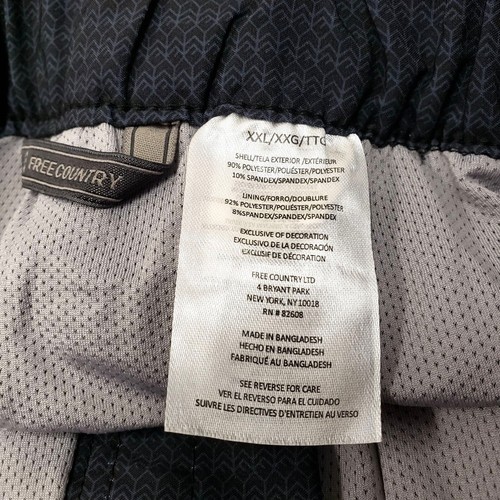 FREE COUNTRY
XXL/XXG/TTG
SHELL/TELA EXTERIOR/EXTÉRIEUR
90% POLYESTER/POLIÉSTER/POLYESTER
10% SPANDEX/SPANDEX/SPANDEX
LINING/FORRO/DOUBLURE
92% POLYESTER/POLIÉSTER/POLYESTER
8%SPANDEX/SPANDEX/SPANDEX
EXCLUSIVE OF DECORATION
EXCLUSIVO DE LA DECORACIÓN
EXCLUSIF DE DÉCORATION
FREE COUNTRY LTD
4 BRYANT PARK
NEW YORK, NY 10018
RN # 82608
MADE IN BANGLADESH
HECHO EN BANGLADESH
FABRIQUÉ AU BANGLADESH
SEE REVERSE FOR CARE
VER EL REVERSO PARA EL CUIDADO
SUIVRE LES DIRECTIVES D'ENTRETIEN AU VERSO